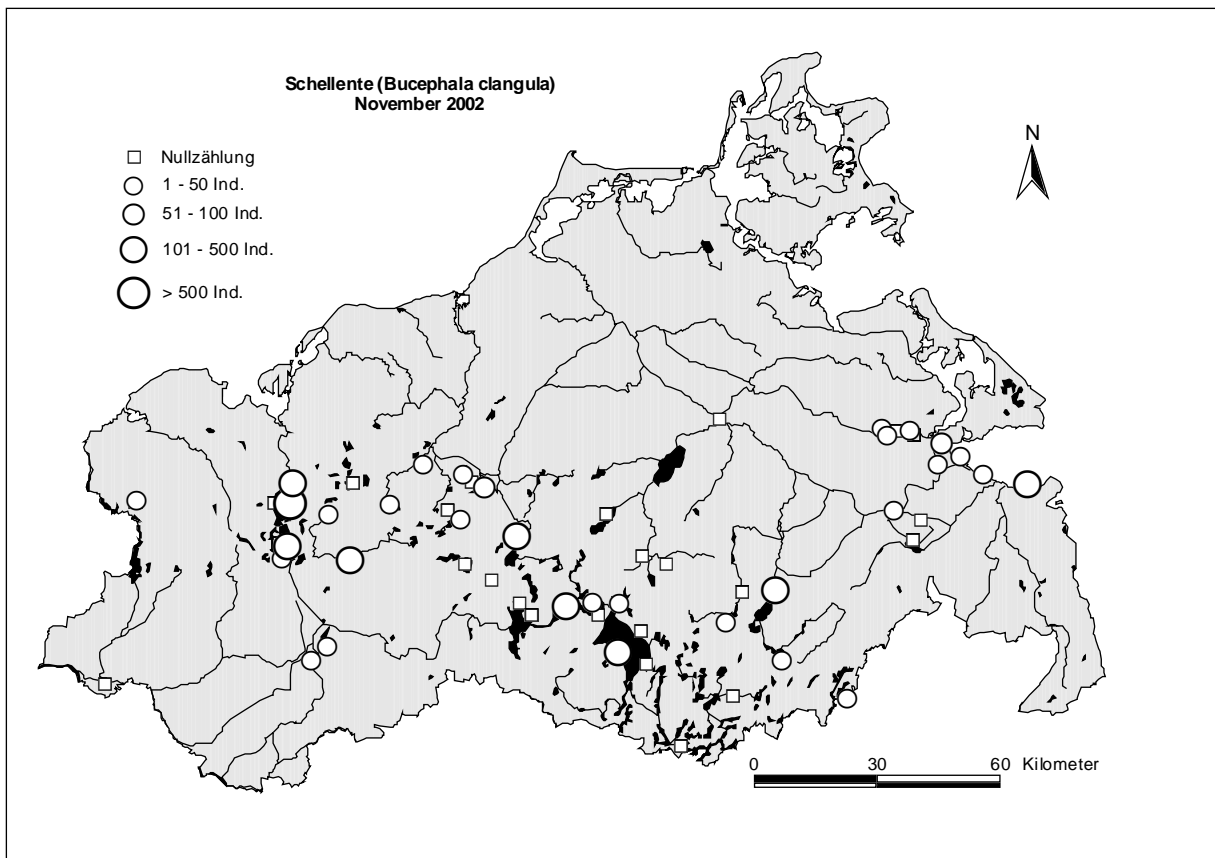 Schellente (Bucephala clangula)
November 2002
Nullzählung
1 - 50 Ind.
51 - 100 Ind.
101 - 500 Ind.
> 500 Ind.
N
0 30 60 Kilometer